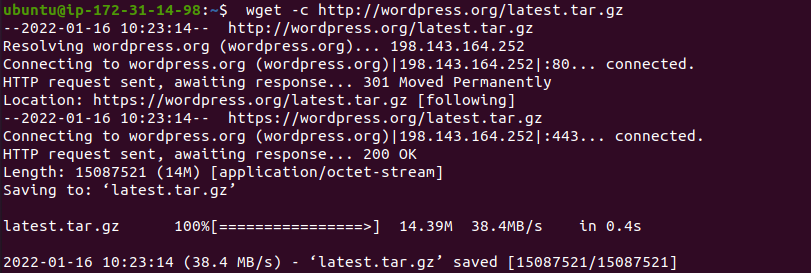 ubuntu@ip-172-31-14-98:~$  wget -c http://wordpress.org/latest.tar.gz
--2022-01-16 10:23:14--  http://wordpress.org/latest.tar.gz
Resolving wordpress.org (wordpress.org)... 198.143.164.252
Connecting to wordpress.org (wordpress.org)|198.143.164.252|:80... connected.
HTTP request sent, awaiting response... 301 Moved Permanently
Location: https://wordpress.org/latest.tar.gz [following]
--2022-01-16 10:23:14--  https://wordpress.org/latest.tar.gz
Connecting to wordpress.org (wordpress.org)|198.143.164.252|:443... connected.
HTTP request sent, awaiting response... 200 OK
Length: 15087521 (14M) [application/octet-stream]
Saving to: ‘latest.tar.gz’
latest.tar.gz      100%[================>]  14.39M  38.4MB/s    in 0.4s
2022-01-16 10:23:14 (38.4 MB/s) - ‘latest.tar.gz’ saved [15087521/15087521]